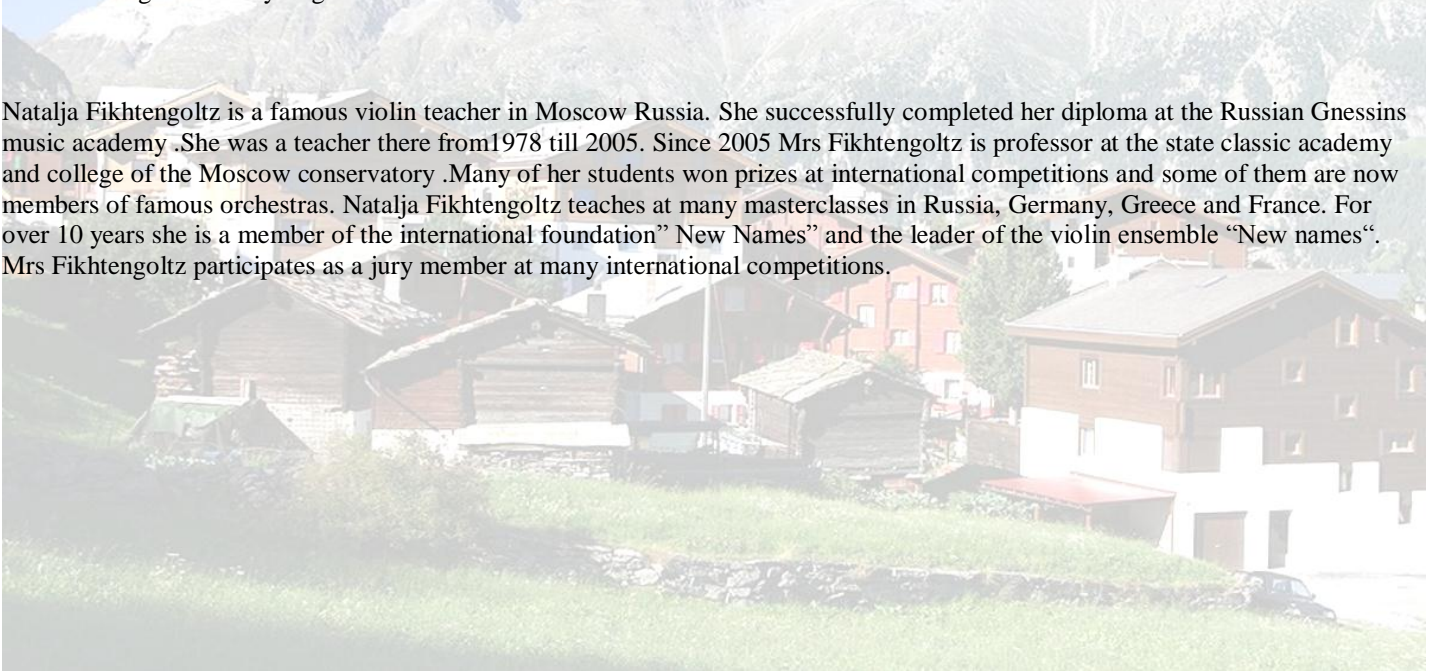 Natalja Fikhtengoltz is a famous violin teacher in Moscow Russia. She successfully completed her diploma at the Russian Gnessins
music academy .She was a teacher there from1978 till 2005. Since 2005 Mrs Fikhtengoltz is professor at the state classic academy
and college of the Moscow conservatory .Many of her students won prizes at international competitions and some of them are now
members of famous orchestras. Natalja Fikhtengoltz teaches at many masterclasses in Russia, Germany, Greece and France. For
over 10 years she is a member of the international foundation” New Names” and the leader of the violin ensemble “New names“.
Mrs Fikhtengoltz participates as a jury member at many international competitions.